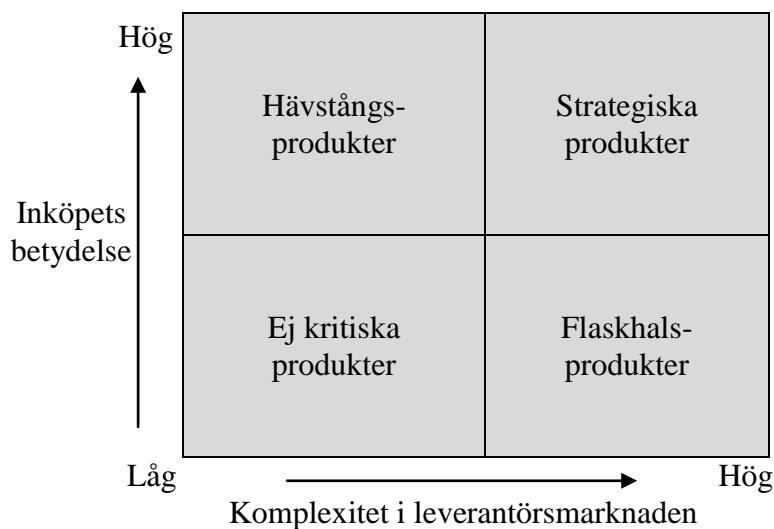 Hög
Hävstångs-
produkter
Strategiska
produkter
Inköpets
betydelse
Ej kritiska
produkter
Flaskhals-
produkter
Låg
Hög
Komplexitet i leverantörsmarknaden